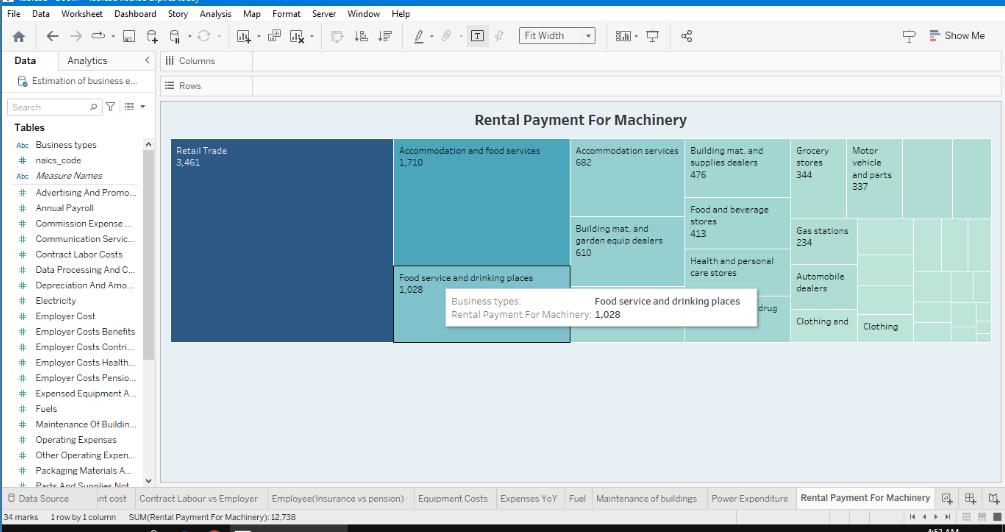 File Data Worksheet Dashboard Story Analysis Map Format Server Window Help
Fit Width
Show Me
Data Analytics
Columns
Estimation of business e...
Rows
Search
Tables
Abc Business types
# naics_code
Abc Measure Names
# Advertising And Promo...
# Annual Payroll
# Commission Expense ...
# Communication Servic...
# Contract Labor Costs
# Data Processing And C...
# Depreciation And Amo...
# Electricity
# Employer Cost
# Employer Costs Benefits
# Employer Costs Contri...
# Employer Costs Health...
# Employer Costs Pensio...
# Expensed Equipment A...
# Fuels
# Maintenance Of Buildin...
# Operating Expenses
# Other Operating Expen...
# Packaging Materials A...
# Parts And Supplies Not
Rental Payment For Machinery
Retail Trade
3,461
Accommodation and food services
1,710
Food service and drinking places
1,028
Accommodation services
682
Building mat. and
garden equip dealers
610
Building mat. and
supplies dealers
476
Food and beverage
stores
413
Health and personal
care stores
drug
Grocery
stores
344
Motor
vehicle
and parts
337
Gas stations
234
Automobile
dealers
Clothing and
Clothing
Business types: Food service and drinking places
Rental Payment For Machinery: 1,028
Data Source
nt cost
Contract Labour vs Employer
Employee(Insurance vs pension)
Equipment Costs
Expenses YoY
Fuel
Maintenance of buildings
Power Expenditure
Rental Payment For Machinery
34 marks 1 row by 1 column SUM(Rental Payment For Machinery): 12,738